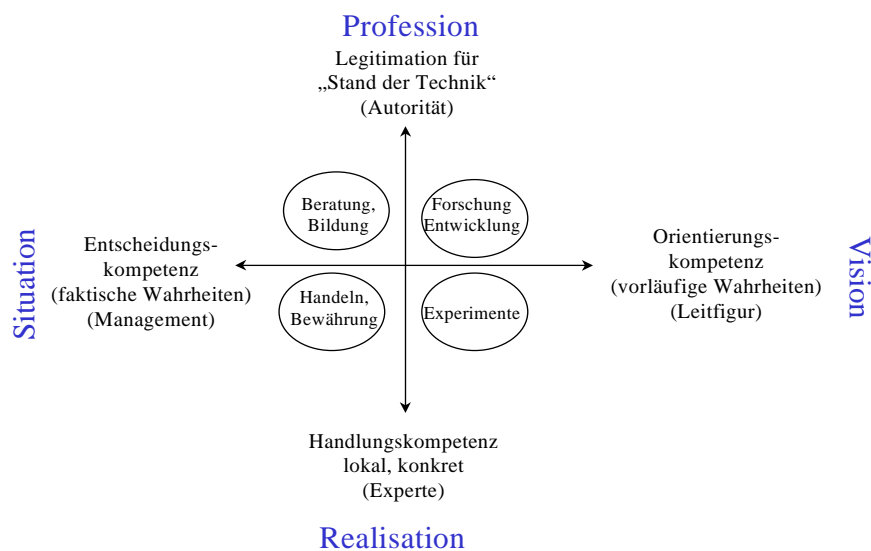 Profession
Legitimation für
„Stand der Technik“
(Autorität)
Beratung,
Bildung
Forschung
Entwicklung
Situation
Entscheidungs-
kompetenz
(faktische Wahrheiten)
(Management)
Orientierungs-
kompetenz
(vorläufige Wahrheiten)
(Leitfigur)
Vision
Handeln,
Bewährung
Experimente
Handlungskompetenz
lokal, konkret
(Experte)
Realisation